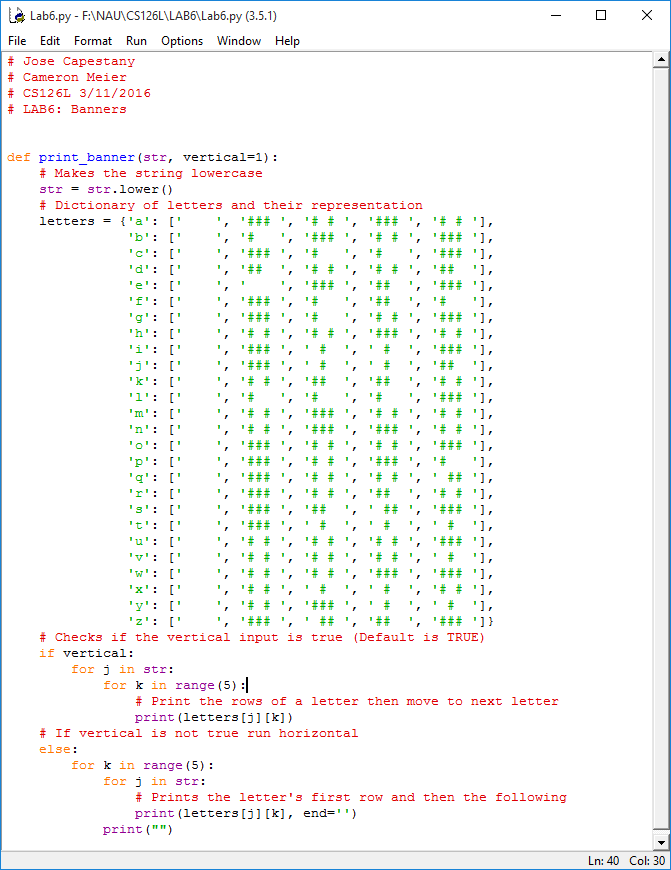 Lab6.py - F:\NAU\CS126L\LAB6\Lab6.py (3.5.1)
File Edit Format Run Options Window Help
# Jose Capestany
# Cameron Meier
# CS126L 3/11/2016
# LAB6: Banners
def print_banner(str, vertical=1):
    # Makes the string lowercase
    str = str.lower()
    # Dictionary of letters and their representation
    letters = {'a': ['    ', '### ', '# # ', '### ', '# # '],
               'b': ['    ', '#   ', '### ', '# # ', '### '],
               'c': ['    ', '### ', '#   ', '#   ', '### '],
               'd': ['    ', '##  ', '# # ', '# # ', '##  '],
               'e': ['    ', '    ', '### ', '##  ', '### '],
               'f': ['    ', '### ', '#   ', '##  ', '#   '],
               'g': ['    ', '### ', '#   ', '# # ', '### '],
               'h': ['    ', '# # ', '# # ', '### ', '# # '],
               'i': ['    ', '### ', ' #  ', ' #  ', '### '],
               'j': ['    ', '### ', ' #  ', ' #  ', '##  '],
               'k': ['    ', '# # ', '##  ', '##  ', '# # '],
               'l': ['    ', '#   ', '#   ', '#   ', '### '],
               'm': ['    ', '# # ', '### ', '# # ', '# # '],
               'n': ['    ', '# # ', '### ', '### ', '# # '],
               'o': ['    ', '### ', '# # ', '# # ', '### '],
               'p': ['    ', '### ', '# # ', '### ', '#   '],
               'q': ['    ', '### ', '# # ', '# # ', ' ## '],
               'r': ['    ', '### ', '# # ', '##  ', '# # '],
               's': ['    ', '### ', '##  ', ' ## ', '### '],
               't': ['    ', '### ', ' #  ', ' #  ', ' #  '],
               'u': ['    ', '# # ', '# # ', '# # ', '### '],
               'v': ['    ', '# # ', '# # ', '# # ', ' #  '],
               'w': ['    ', '# # ', '# # ', '### ', '### '],
               'x': ['    ', '# # ', ' #  ', ' #  ', '# # '],
               'y': ['    ', '# # ', '### ', ' #  ', ' #  '],
               'z': ['    ', '### ', ' ## ', '##  ', '### ']}
    # Checks if the vertical input is true (Default is TRUE)
    if vertical:
        for j in str:
            for k in range(5):
                # Print the rows of a letter then move to next letter
                print(letters[j][k])
    # If vertical is not true run horizontal
    else:
        for k in range(5):
            for j in str:
                # Prints the letter's first row and then the following
                print(letters[j][k], end='')
            print("")
Ln: 40 Col: 30